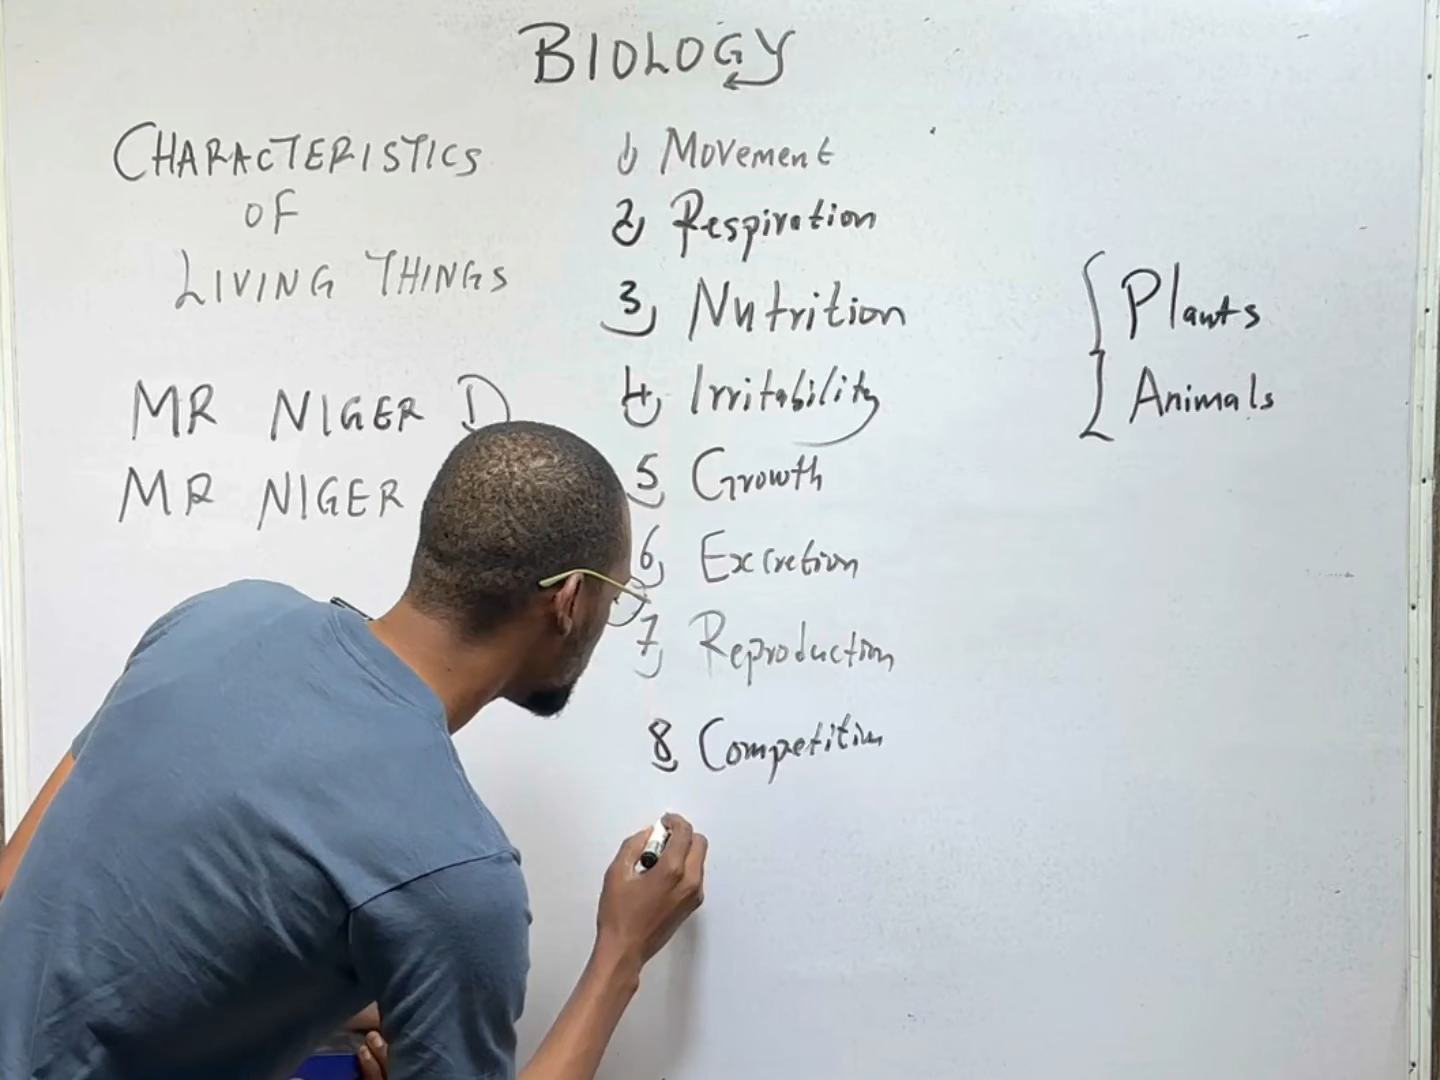 BIOLOGY
CHARACTERISTICS
OF
LIVING THINGS
MR NIGER D
MR NIGER
1) Movement
2) Respiration
3) Nutrition
4) Irritability
5) Growth
6) Excretion
7) Reproduction
8) Competition
Plants
Animals